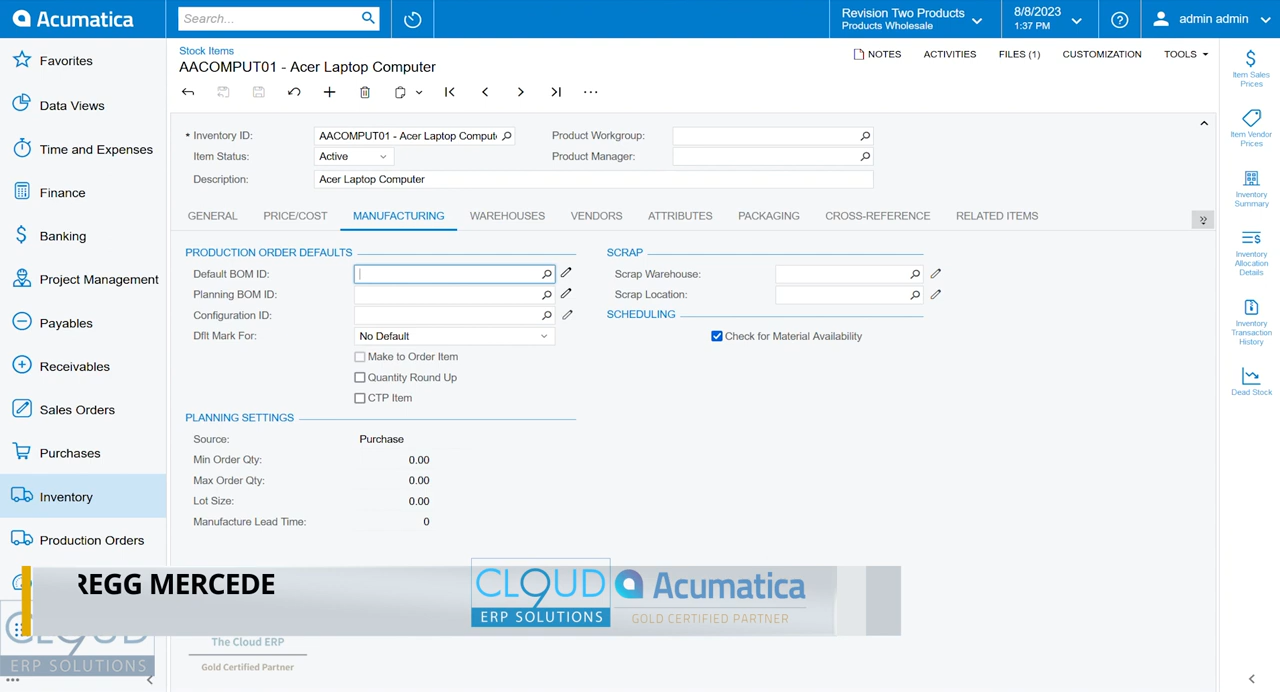 Acumatica
Search...
Revision Two Products
Products Wholesale
8/8/2023
1:37 PM
admin admin
Favorites
Data Views
Time and Expenses
Finance
Banking
Project Management
Payables
Receivables
Sales Orders
Purchases
Inventory
Production Orders
Stock Items
AACOMPUT01 - Acer Laptop Computer
NOTES
ACTIVITIES
FILES (1)
CUSTOMIZATION
TOOLS
* Inventory ID: AACOMPUT01 - Acer Laptop Compute
Item Status: Active
Description: Acer Laptop Computer
Product Workgroup:
Product Manager:
GENERAL
PRICE/COST
MANUFACTURING
WAREHOUSES
VENDORS
ATTRIBUTES
PACKAGING
CROSS-REFERENCE
RELATED ITEMS
PRODUCTION ORDER DEFAULTS
Default BOM ID:
Planning BOM ID:
Configuration ID:
Dflt Mark For: No Default
Make to Order Item
Quantity Round Up
CTP Item
PLANNING SETTINGS
Source: Purchase
Min Order Qty: 0.00
Max Order Qty: 0.00
Lot Size: 0.00
Manufacture Lead Time: 0
SCRAP
Scrap Warehouse:
Scrap Location:
SCHEDULING
Check for Material Availability
Item Sales
Prices
Item Vendor
Prices
Inventory
Summary
Inventory
Allocation
Details
Inventory
Transaction
History
Dead Stock
REGG MERCEDE
CLOUD9
ERP SOLUTIONS
Acumatica
GOLD CERTIFIED PARTNER
CLOUD
ERP SOLUTIONS
The Cloud ERP
Gold Certified Partner